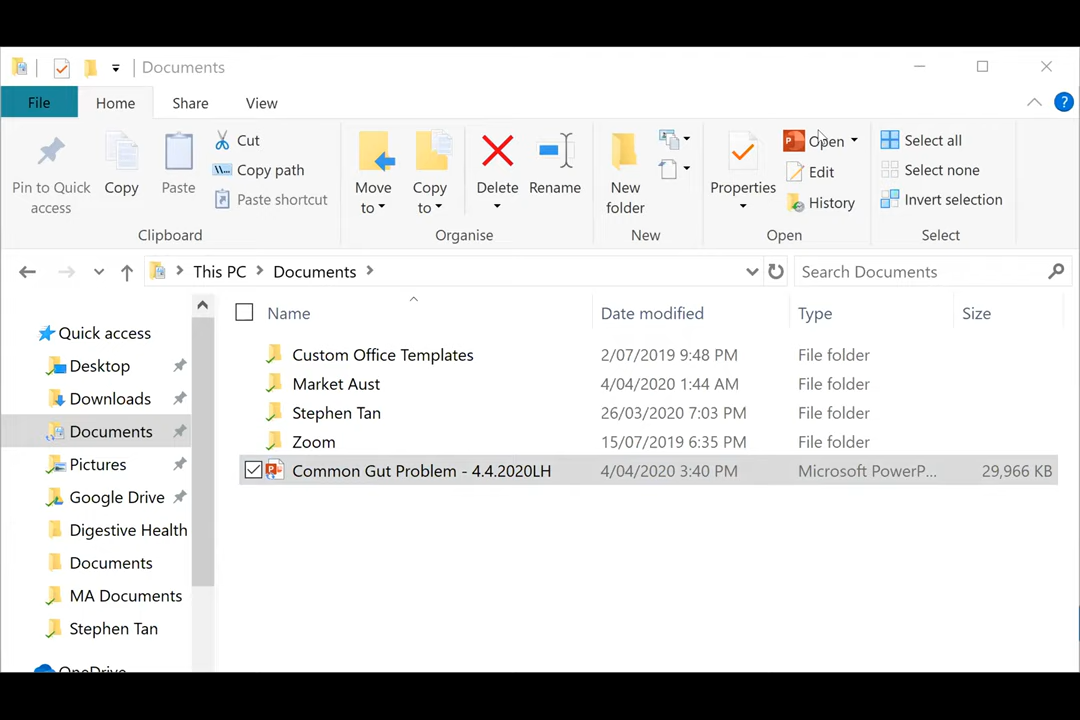 Documents
File Home Share View
Pin to Quick access
Copy
Paste
Cut
Copy path
Paste shortcut
Clipboard
Move to
Copy to
Delete
Rename
Organise
New folder
New
Properties
Open
Edit
History
Open
Select all
Select none
Invert selection
Select
This PC > Documents >
Search Documents
Quick access
Desktop
Downloads
Documents
Pictures
Google Drive
Digestive Health
Documents
MA Documents
Stephen Tan
OneDrive
Name Date modified Type Size
Custom Office Templates 2/07/2019 9:48 PM File folder
Market Aust 4/04/2020 1:44 AM File folder
Stephen Tan 26/03/2020 7:03 PM File folder
Zoom 15/07/2019 6:35 PM File folder
Common Gut Problem - 4.4.2020LH 4/04/2020 3:40 PM Microsoft PowerP... 29,966 KB